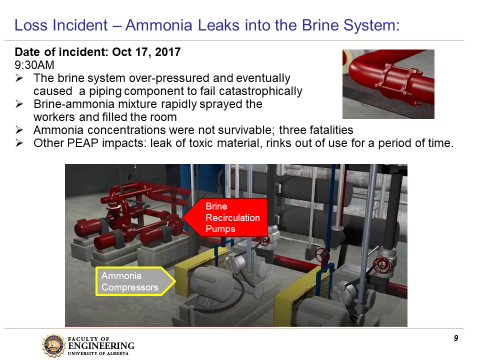 Loss Incident – Ammonia Leaks into the Brine System:
Date of incident: Oct 17, 2017
9:30AM
➢ The brine system over-pressured and eventually
caused a piping component to fail catastrophically
➢ Brine-ammonia mixture rapidly sprayed the
workers and filled the room
➢ Ammonia concentrations were not survivable; three fatalities
➢ Other PEAP impacts: leak of toxic material, rinks out of use for a period of time.
Brine
Recirculation
Pumps
Ammonia
Compressors
FACULTY OF
ENGINEERING
UNIVERSITY OF ALBERTA
9